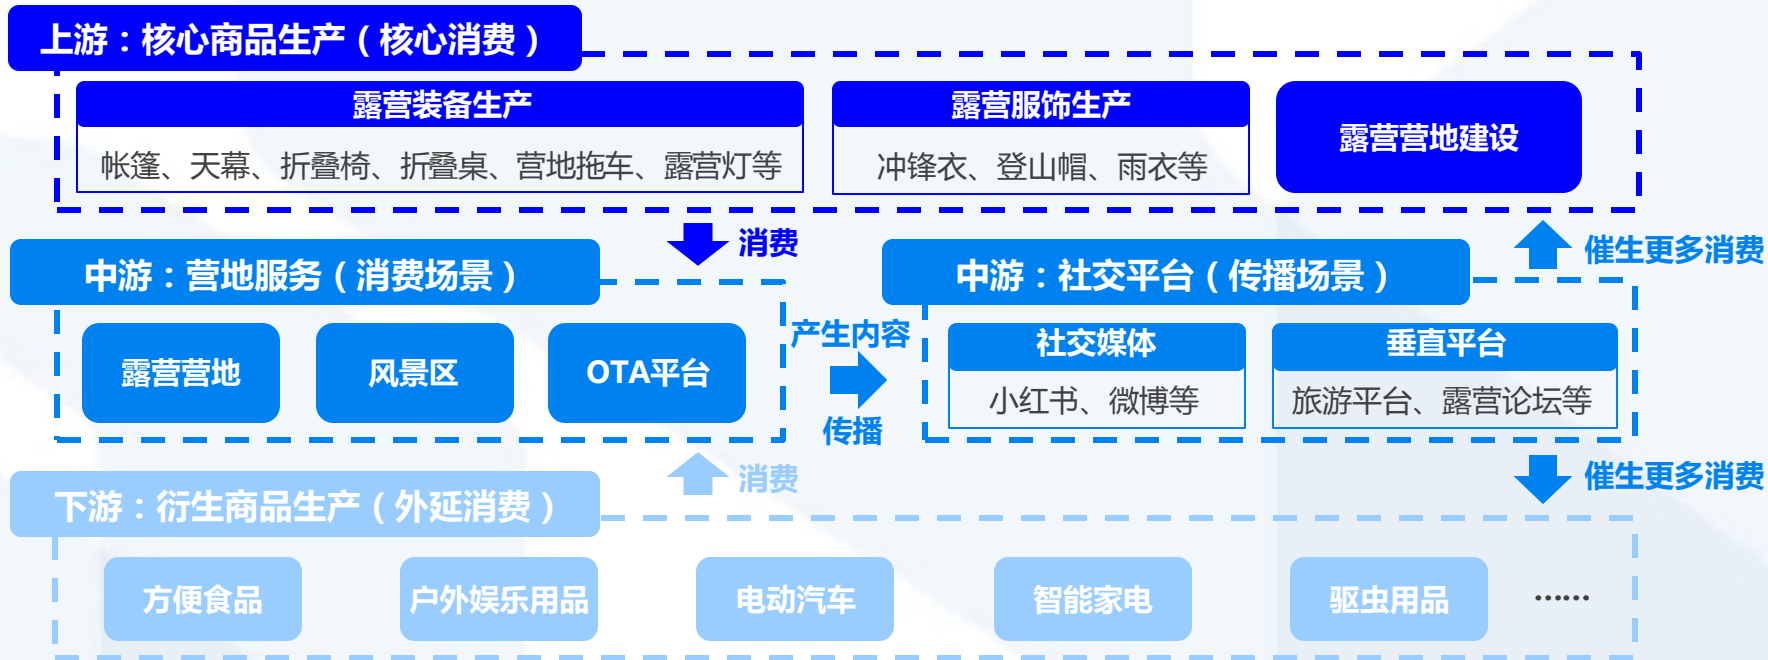 上游：核心商品生产（核心消费）
露营装备生产
帐篷、天幕、折叠椅、折叠桌、营地拖车、露营灯等
露营服饰生产
冲锋衣、登山帽、雨衣等
露营营地建设
消费
催生更多消费
中游：营地服务（消费场景）
露营营地
风景区
OTA平台
产生内容
传播
中游：社交平台（传播场景）
社交媒体
小红书、微博等
垂直平台
旅游平台、露营论坛等
消费
催生更多消费
下游：衍生商品生产（外延消费）
方便食品
户外娱乐用品
电动汽车
智能家电
驱虫用品
……